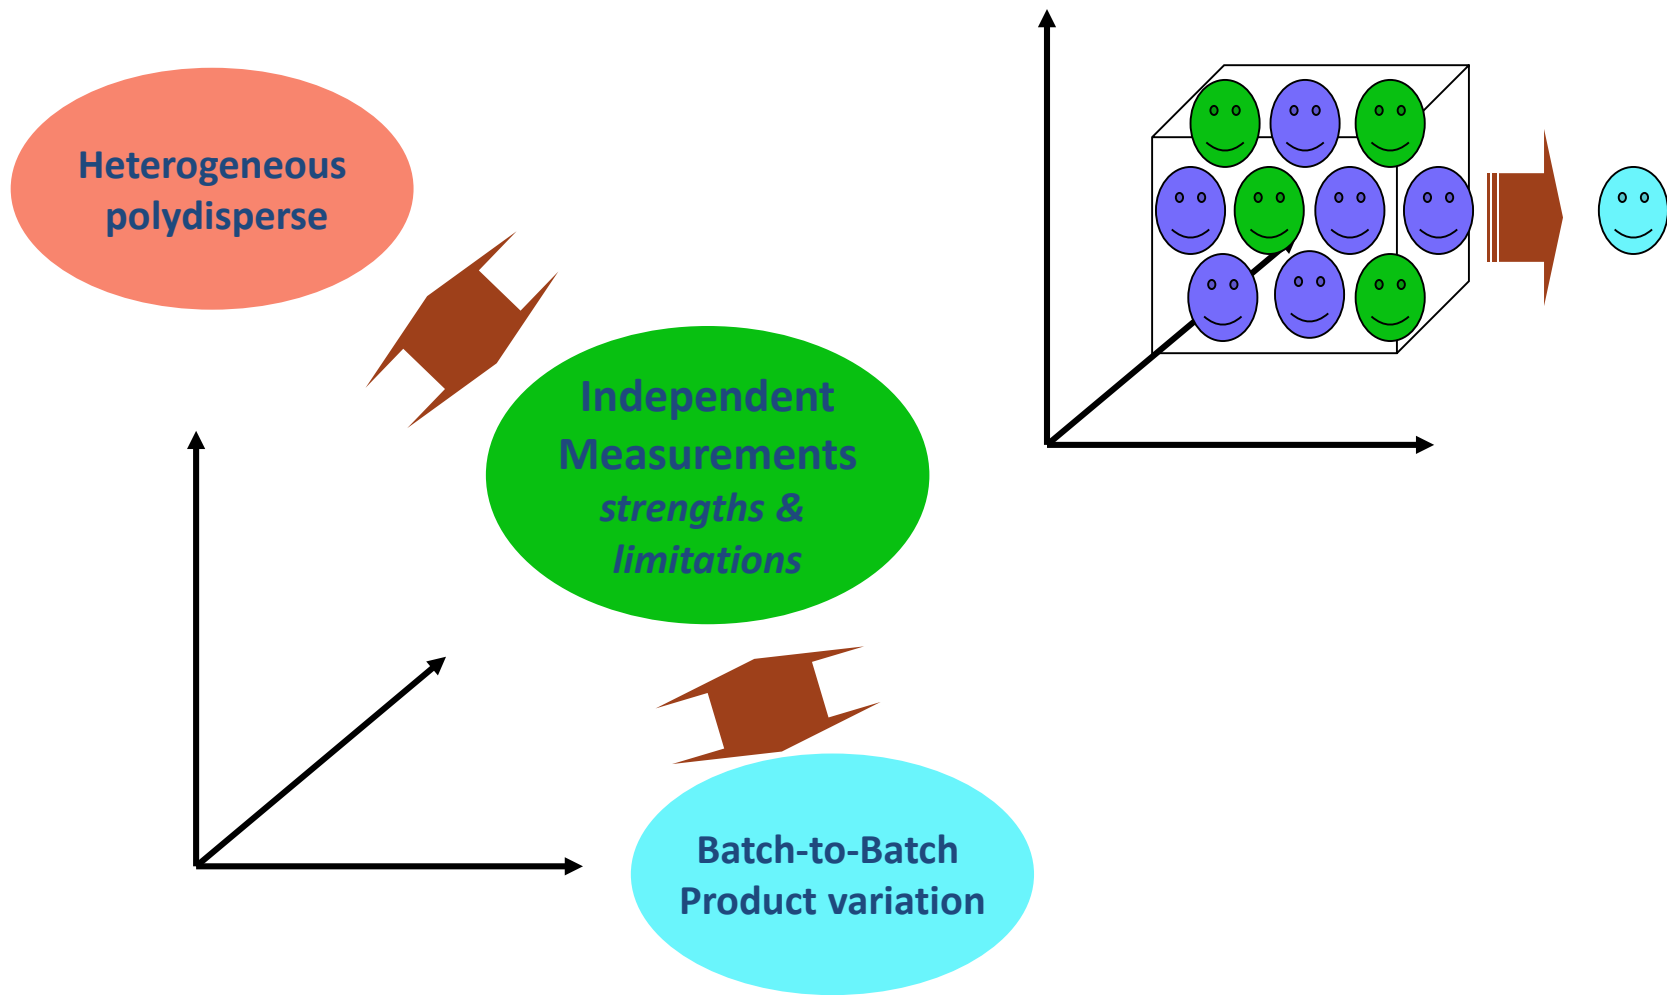 Heterogeneous
polydisperse
Independent
Measurements
strengths &
limitations
Batch-to-Batch
Product variation